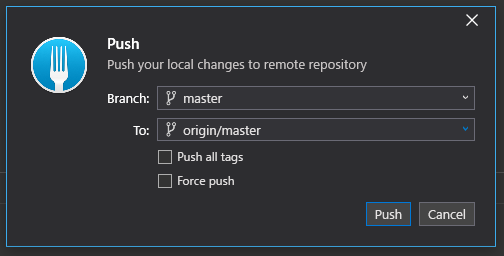 Push
Push your local changes to remote repository
Branch: master
To: origin/master
Push all tags
Force push
Push Cancel